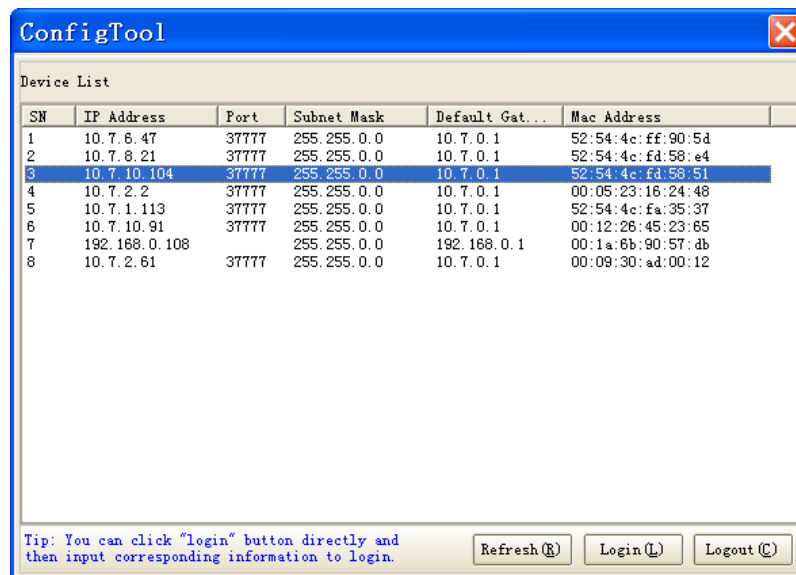 ConfigTool
Device List
SN IP Address Port Subnet Mask Default Gat... Mac Address
1 10.7.6.47 37777 255.255.0.0 10.7.0.1 52:54:4c:ff:90:5d
2 10.7.8.21 37777 255.255.0.0 10.7.0.1 52:54:4c:fd:58:e4
3 10.7.10.104 37777 255.255.0.0 10.7.0.1 52:54:4c:fd:58:51
4 10.7.2.2 37777 255.255.0.0 10.7.0.1 00:05:23:16:24:48
5 10.7.1.113 37777 255.255.0.0 10.7.0.1 52:54:4c:fa:35:37
6 10.7.10.91 37777 255.255.0.0 10.7.0.1 00:12:26:45:23:65
7 192.168.0.108 255.255.0.0 192.168.0.1 00:1a:6b:90:57:db
8 10.7.2.61 37777 255.255.0.0 10.7.0.1 00:09:30:ad:00:12
Tip: You can click "login" button directly and
then input corresponding information to login.
Refresh(R) Login(L) Logout(C)